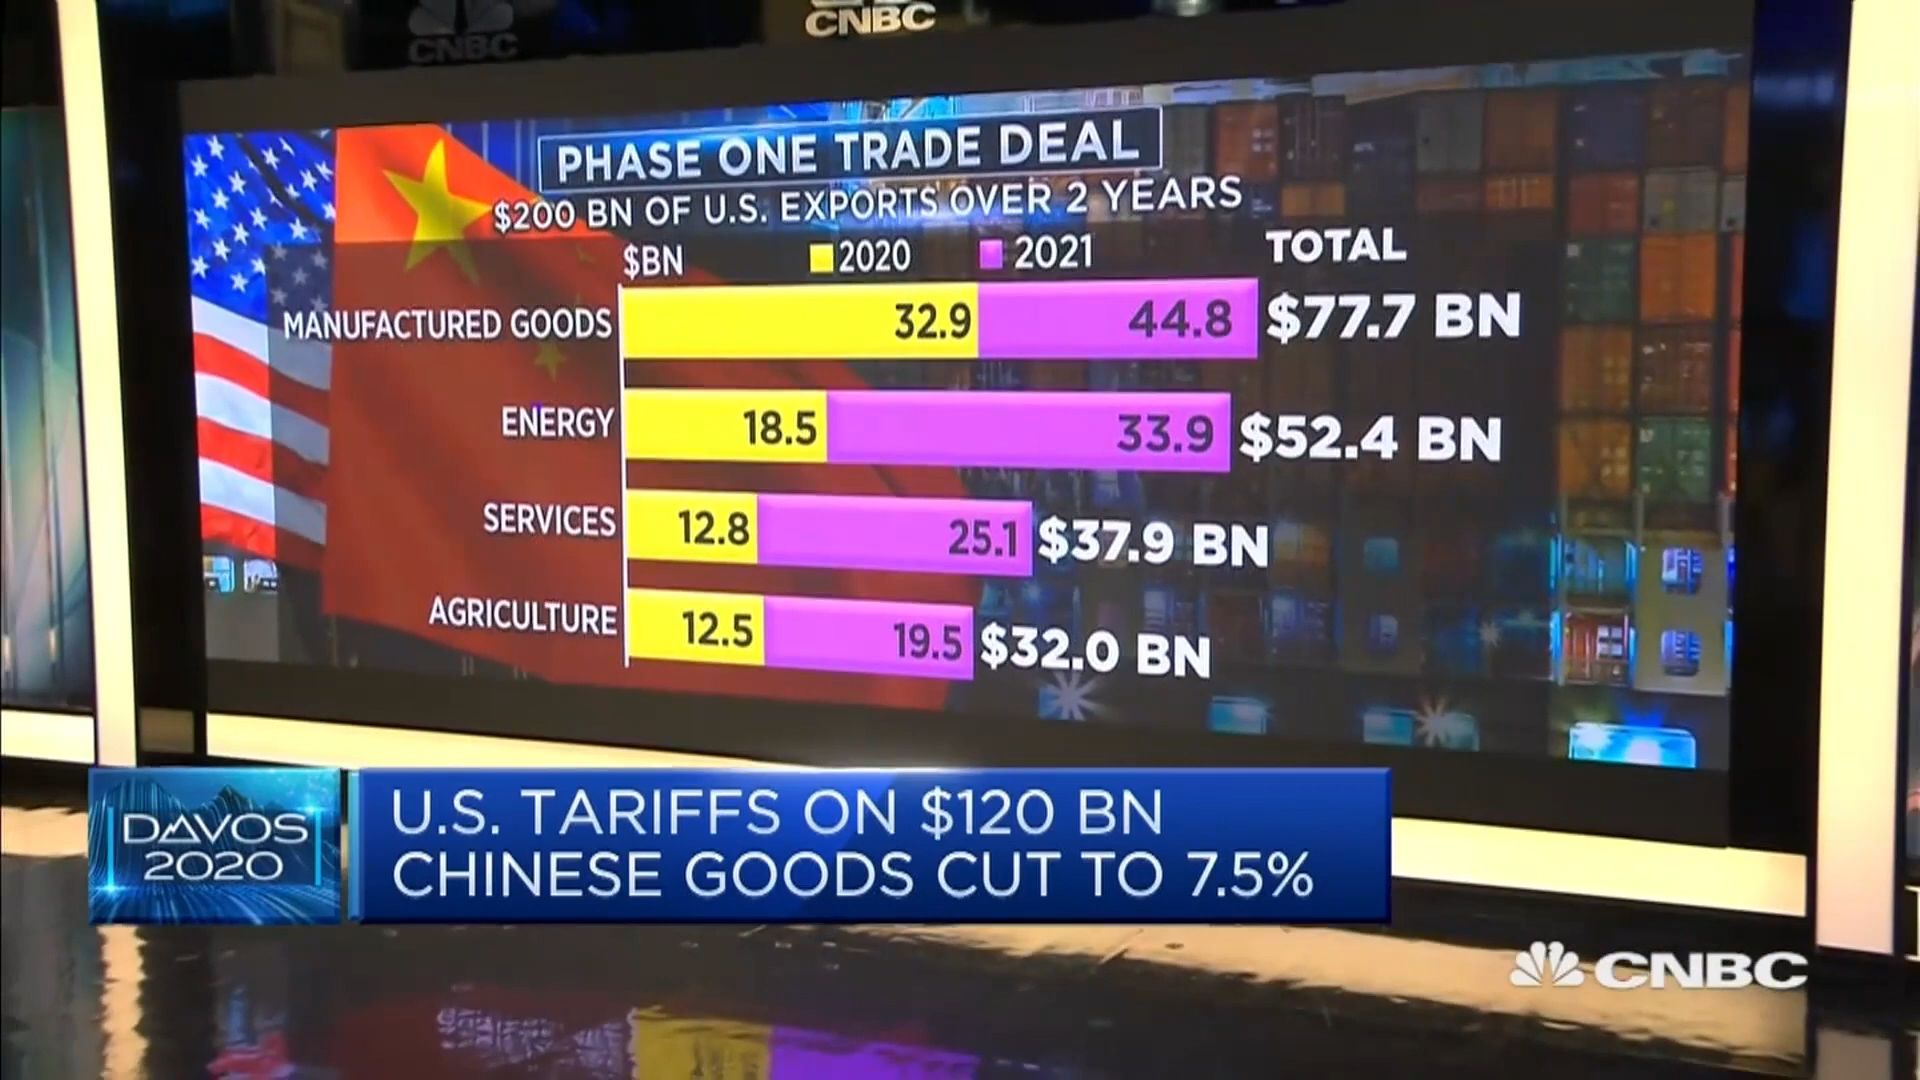 CNBC
CNBC
PHASE ONE TRADE DEAL
$200 BN OF U.S. EXPORTS OVER 2 YEARS
$BN 2020 2021 TOTAL
MANUFACTURED GOODS 32.9 44.8 $77.7 BN
ENERGY 18.5 33.9 $52.4 BN
SERVICES 12.8 25.1 $37.9 BN
AGRICULTURE 12.5 19.5 $32.0 BN
DAVOS
2020
U.S. TARIFFS ON $120 BN
CHINESE GOODS CUT TO 7.5%
CNBC